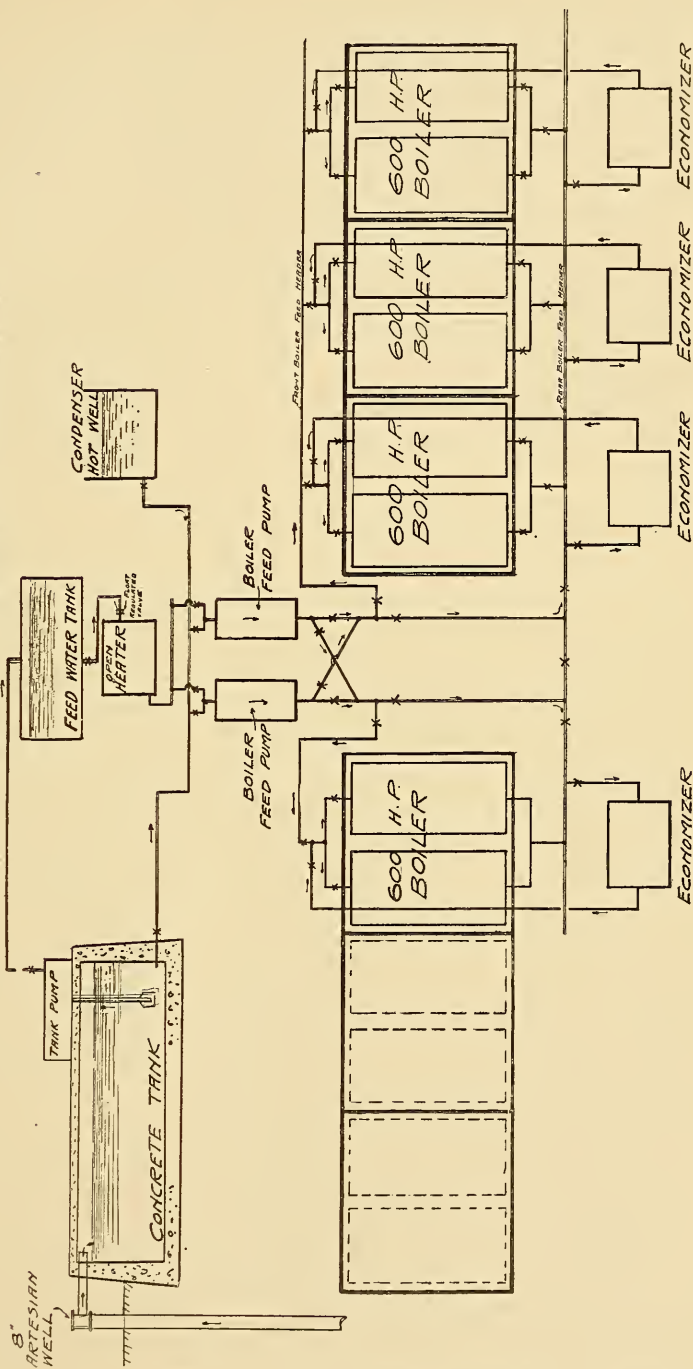 8"
ARTESIAN
WELL
TANK PUMP
CONCRETE TANK
FEED WATER TANK
OPEN
HEATER
FLOAT
REGULATED
VALVE
CONDENSER
HOT WELL
BOILER
FEED PUMP
BOILER
FEED PUMP
FRONT BOILER FEED HEADER
600 H.P.
BOILER
600 H.P.
BOILER
600 H.P.
BOILER
600 H.P.
BOILER
REAR BOILER FEED HEADER
ECONOMIZER
ECONOMIZER
ECONOMIZER
ECONOMIZER